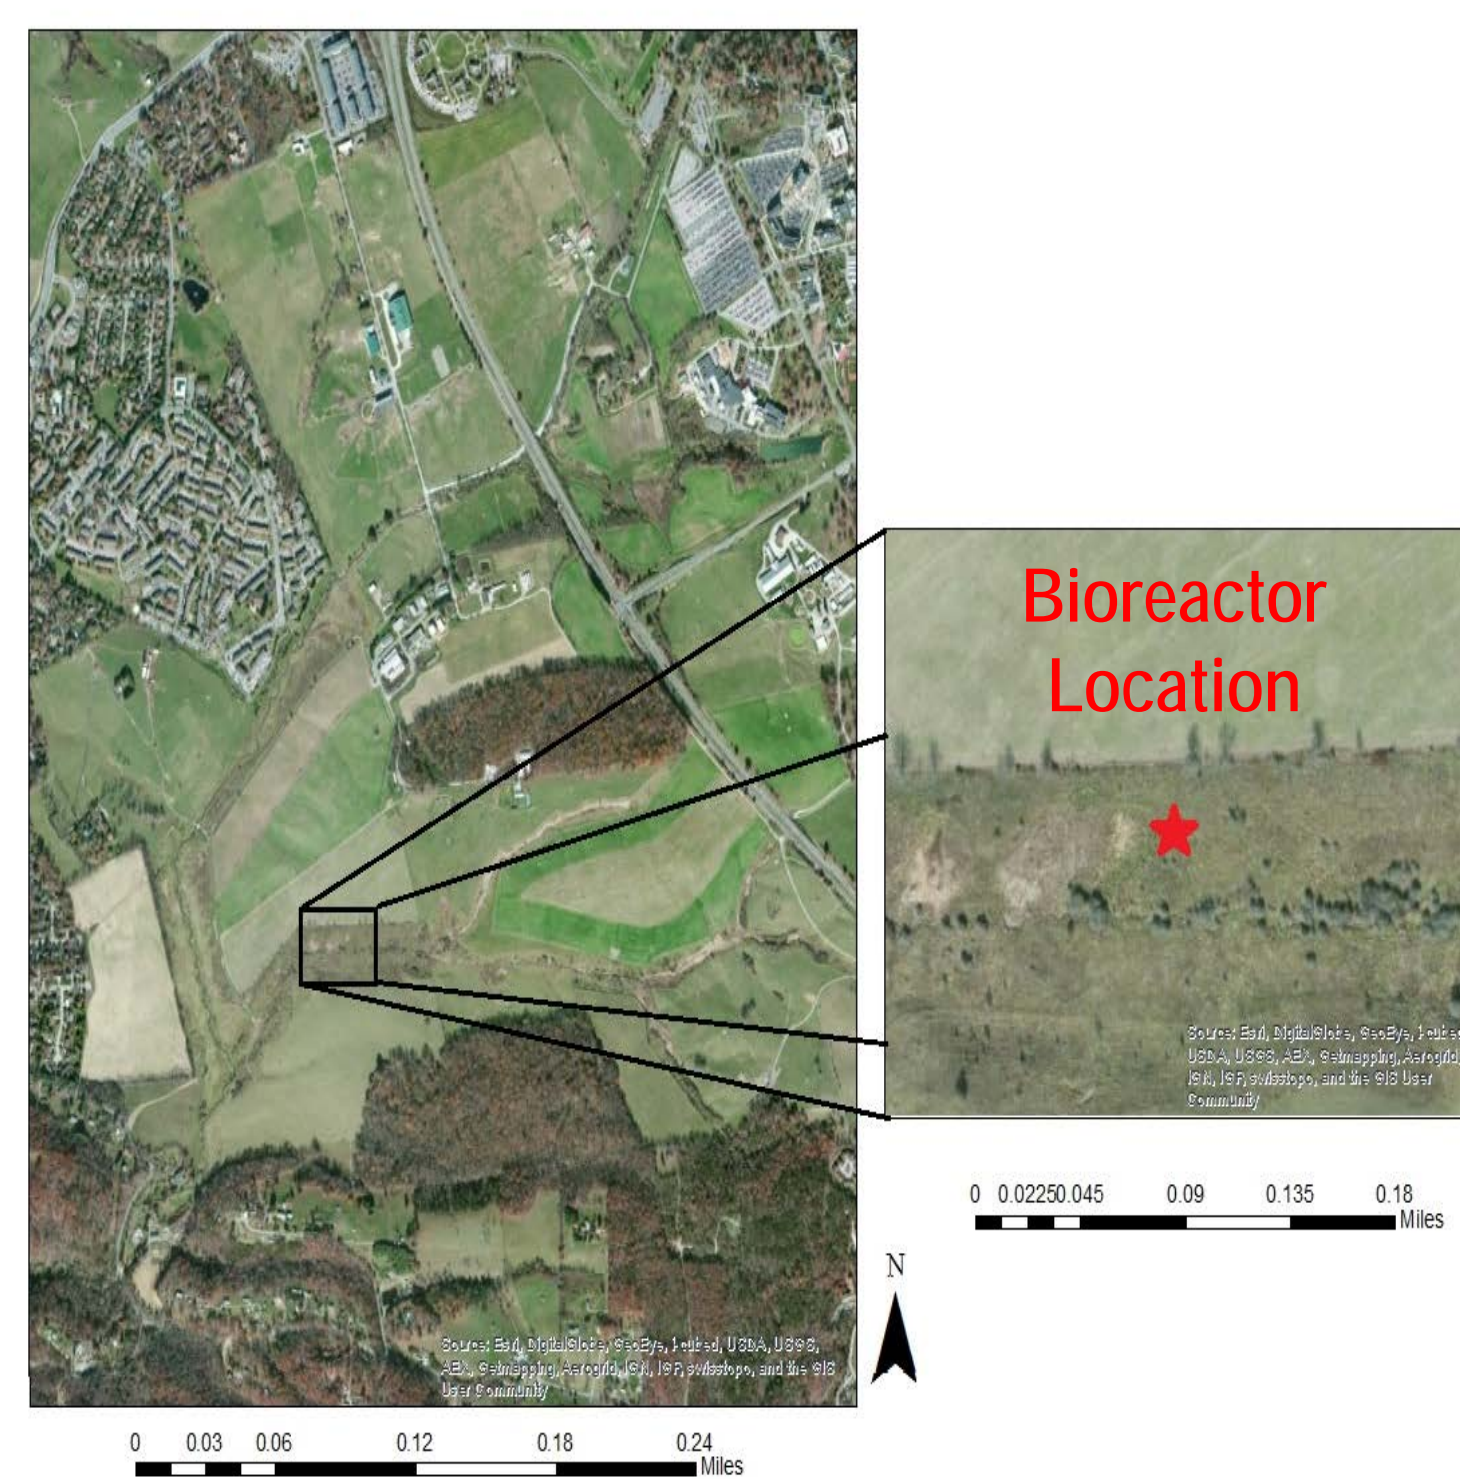 Bioreactor
Location
Source: Esri, DigitalGlobe, GeoEye, i-cubed,
USDA, USGS, AEX, Getmapping, Aerogrid,
IGN, IGP, swisstopo, and the GIS User
Community
0 0.0225 0.045 0.09 0.135 0.18
Miles
N
Source: Esri, DigitalGlobe, GeoEye, i-cubed, USDA, USGS,
AEX, Getmapping, Aerogrid, IGN, IGP, swisstopo, and the GIS
User Community
0 0.03 0.06 0.12 0.18 0.24
Miles